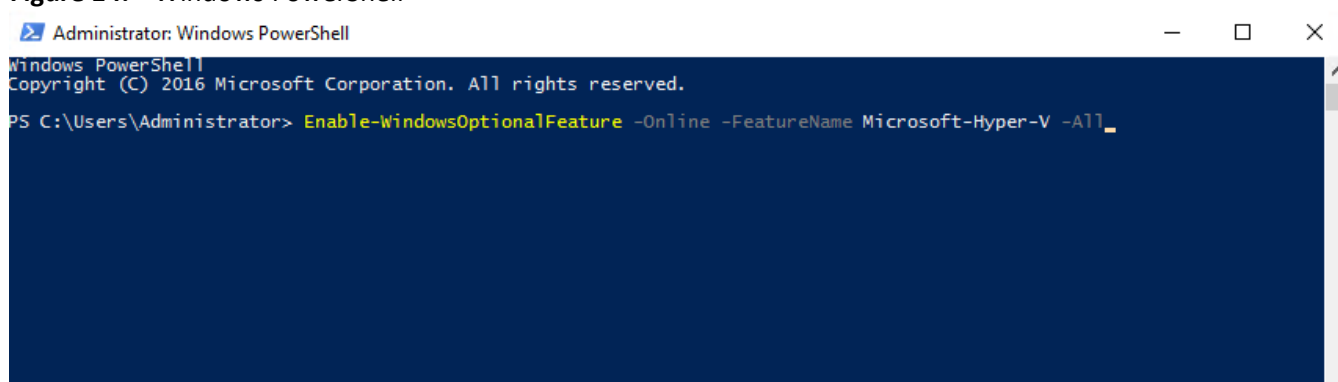 Administrator: Windows PowerShell
Windows PowerShell
Copyright (C) 2016 Microsoft Corporation. All rights reserved.
PS C:\Users\Administrator> Enable-WindowsOptionalFeature -Online -FeatureName Microsoft-Hyper-V -All_